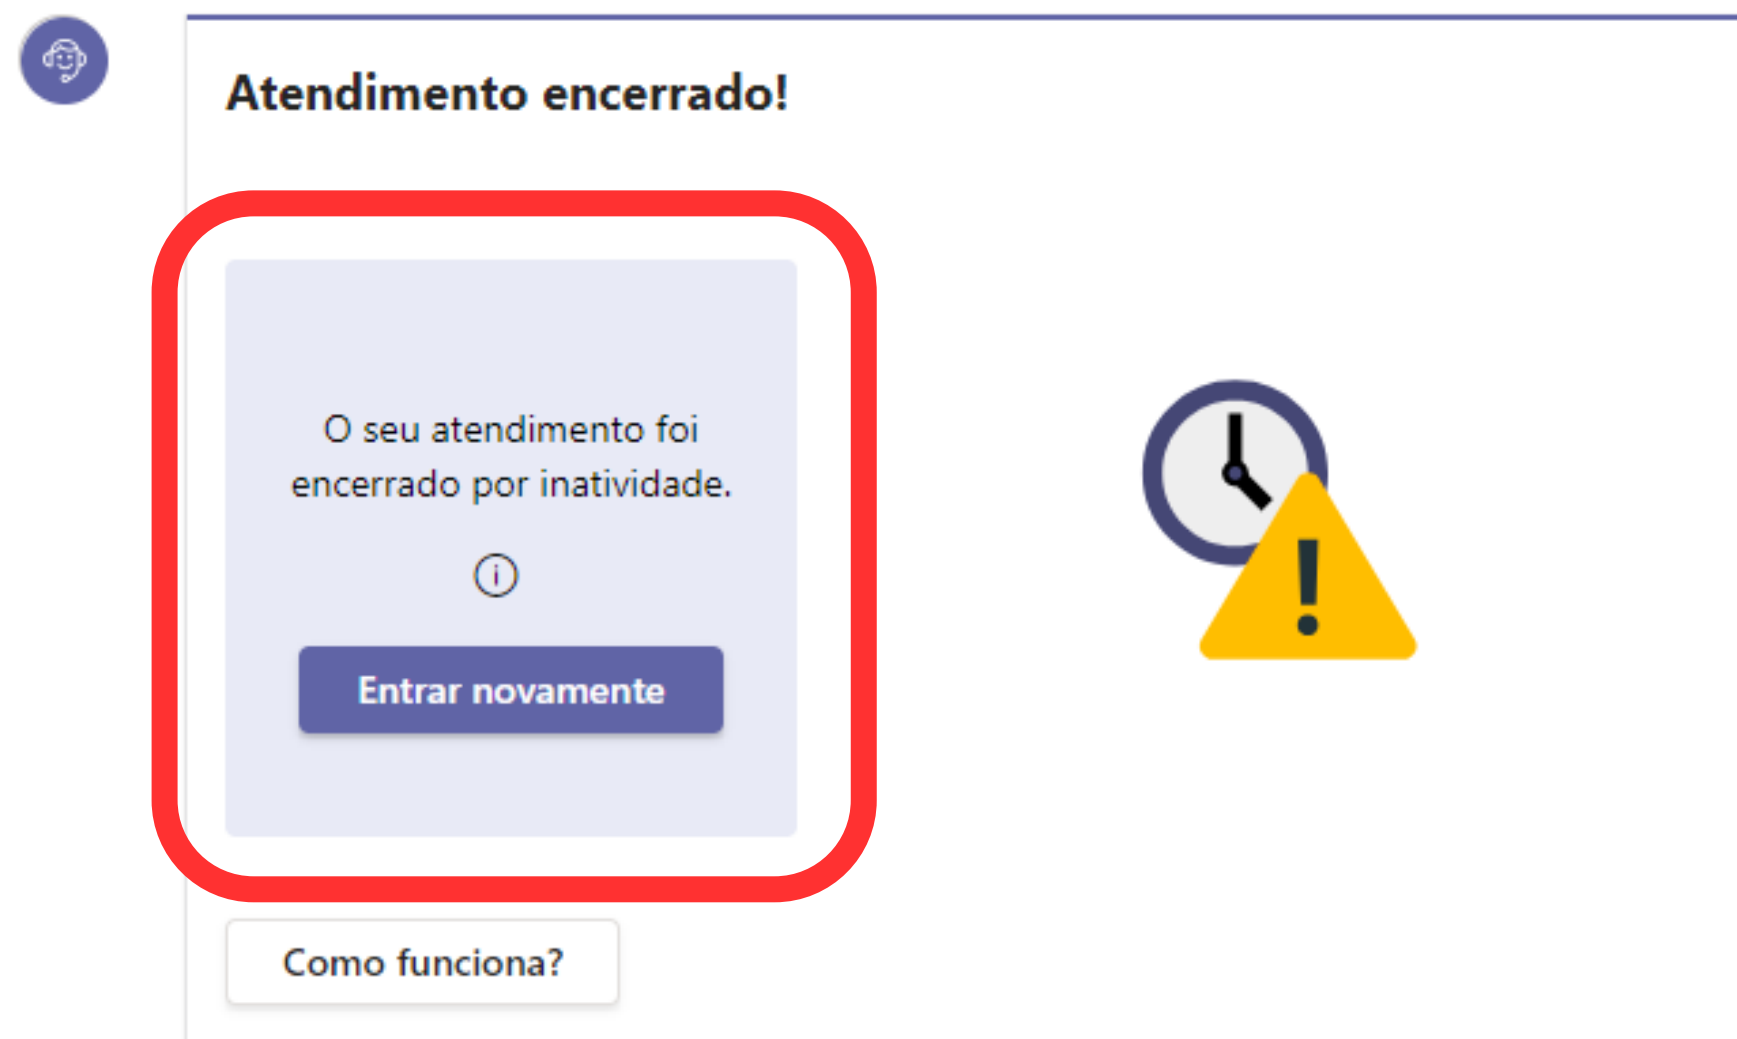 Atendimento encerrado!
O seu atendimento foi
encerrado por inatividade.
Entrar novamente
Como funciona?